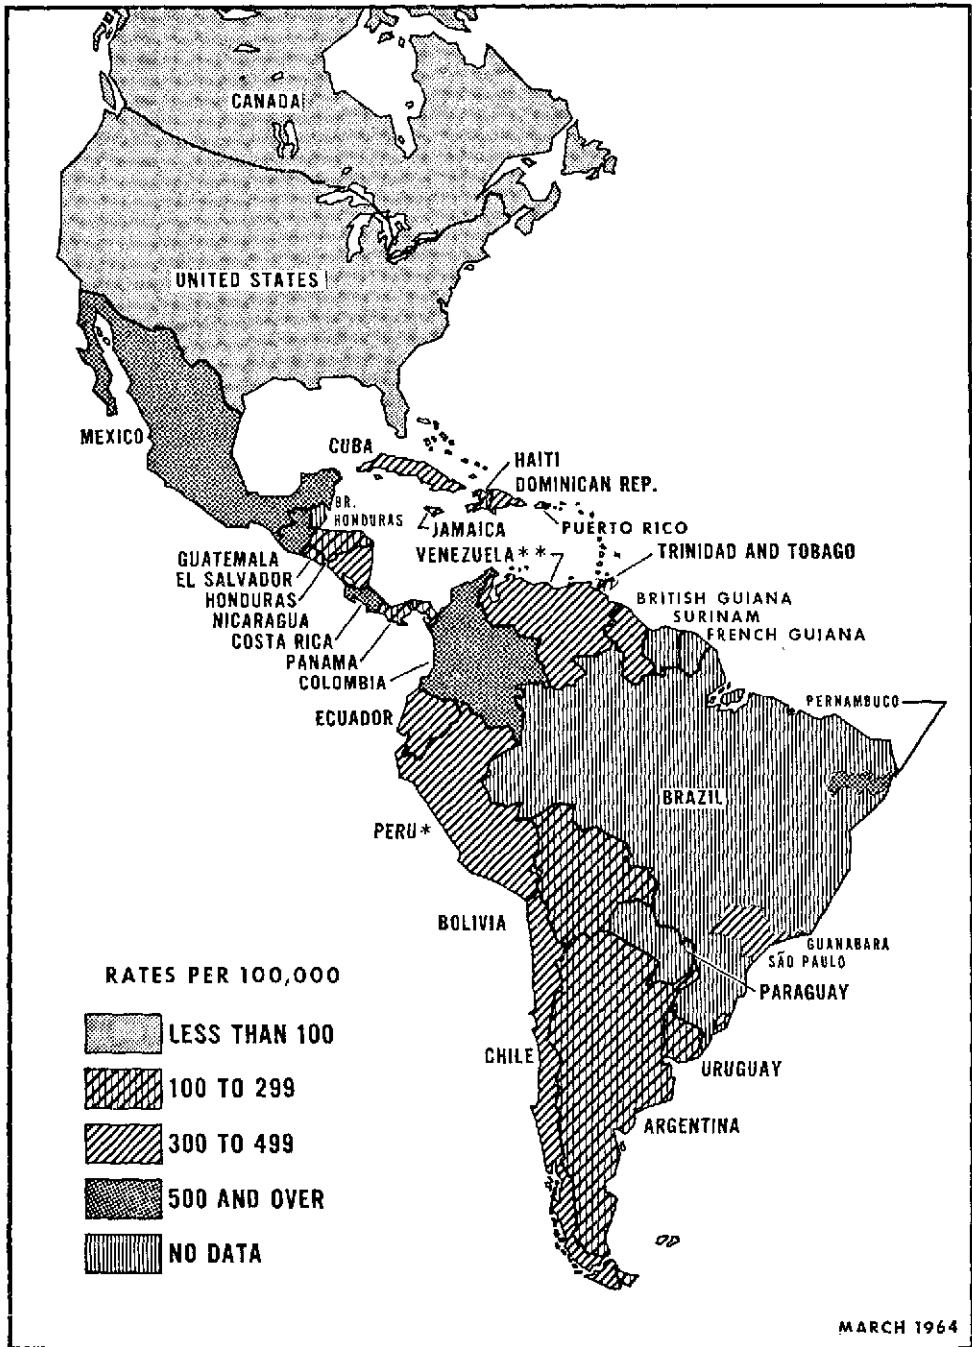 CANADA
UNITED STATES
MEXICO
CUBA
HAITI
DOMINICAN REP.
BR.
HONDURAS
JAMAICA
PUERTO RICO
VENEZUELA**
TRINIDAD AND TOBAGO
GUATEMALA
EL SALVADOR
HONDURAS
NICARAGUA
COSTA RICA
PANAMA
COLOMBIA
BRITISH GUIANA
SURINAM
FRENCH GUIANA
ECUADOR
PERNAMBUCO
BRAZIL
PERU*
BOLIVIA
GUANABARA
SÃO PAULO
PARAGUAY
CHILE
URUGUAY
ARGENTINA
RATES PER 100,000
LESS THAN 100
100 TO 299
300 TO 499
500 AND OVER
NO DATA
MARCH 1964